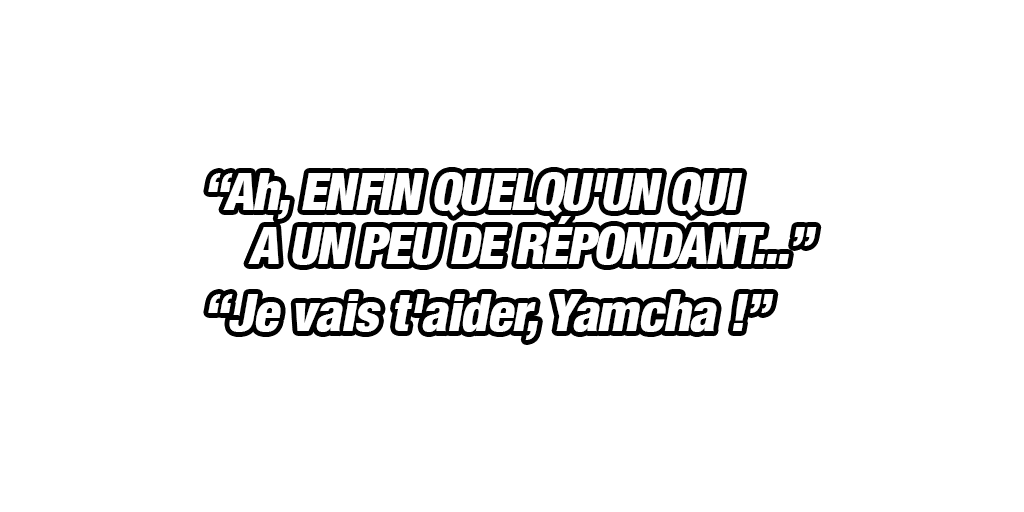 “Ah, ENFIN QUELQU'UN QUI
A UN PEU DE RÉPONDANT...”
“Je vais t'aider, Yamcha !”